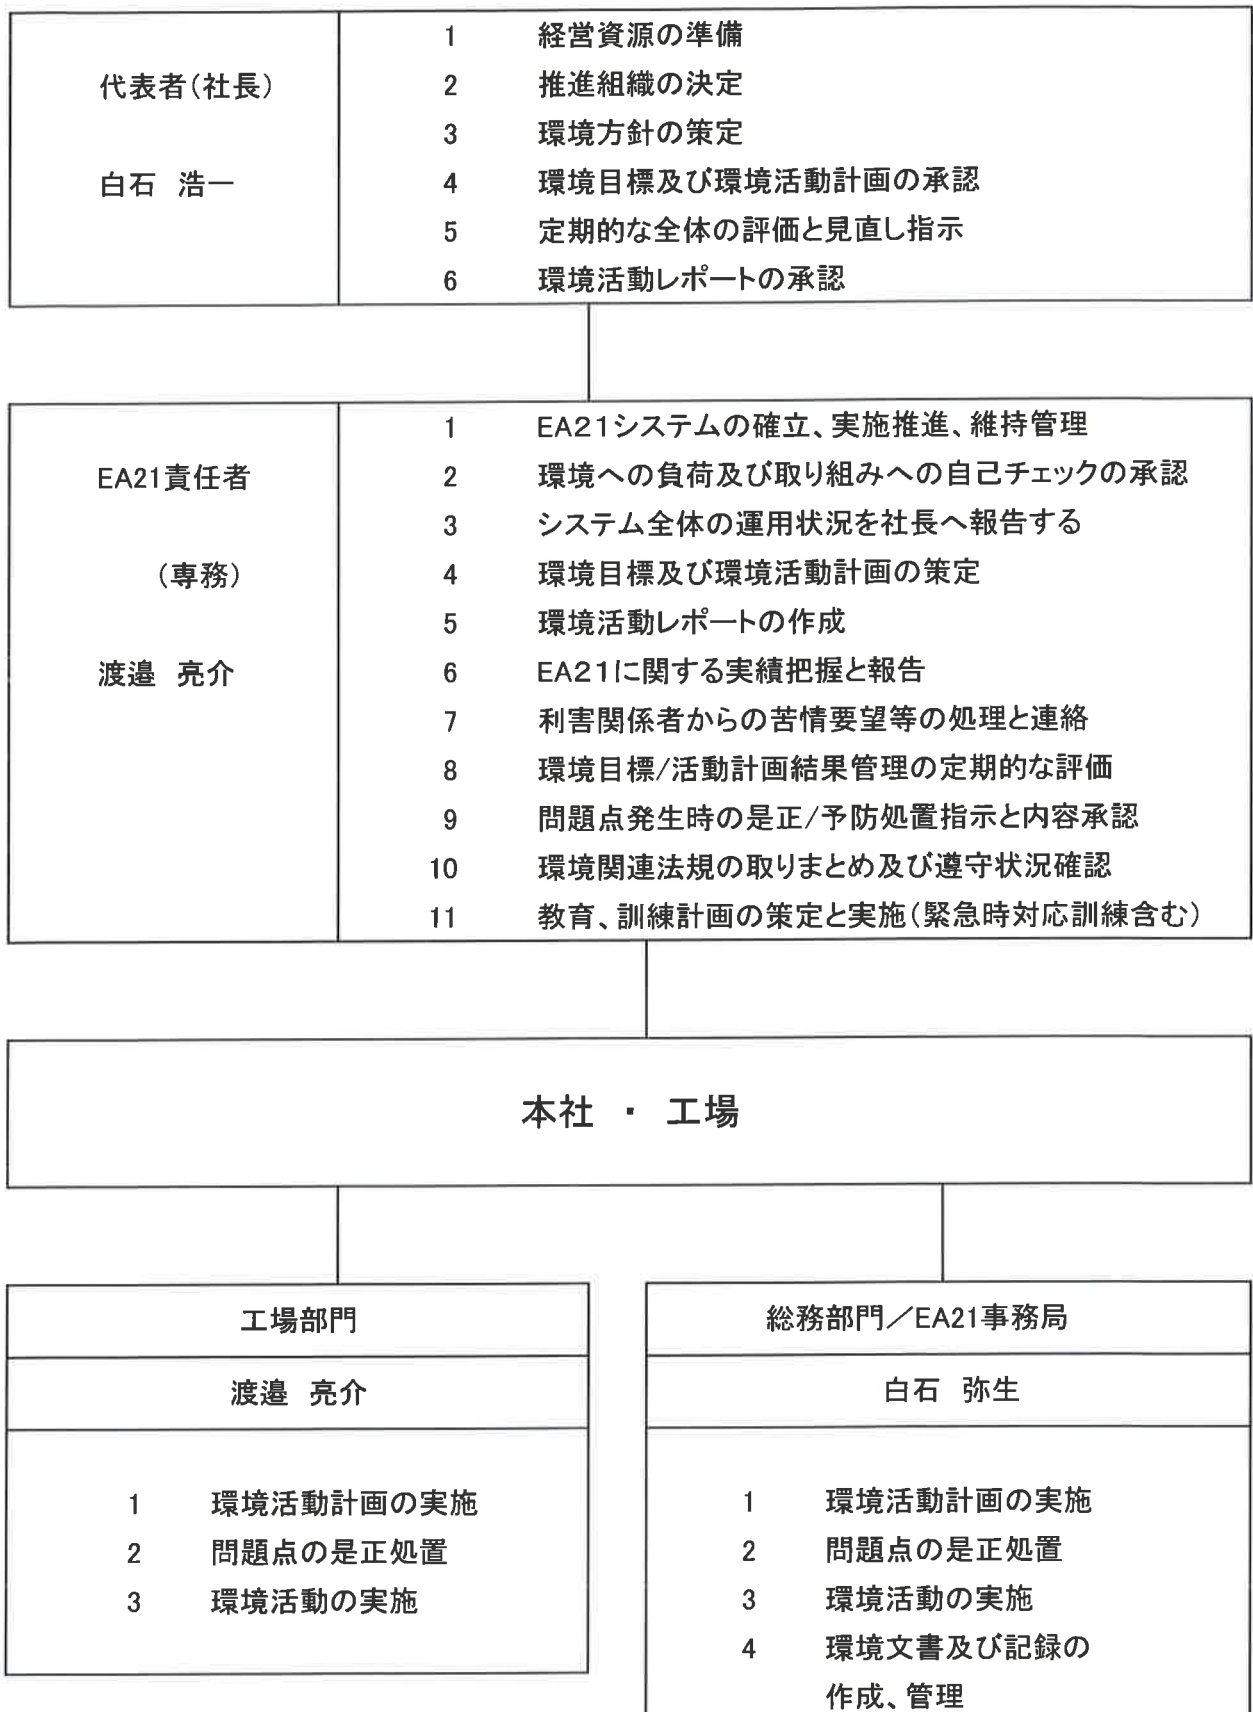 代表者(社長)
白石 浩一
1 経営資源の準備
2 推進組織の決定
3 環境方針の策定
4 環境目標及び環境活動計画の承認
5 定期的な全体の評価と見直し指示
6 環境活動レポートの承認
EA21責任者
(専務)
渡邉 亮介
1 EA21システムの確立、実施推進、維持管理
2 環境への負荷及び取り組みへの自己チェックの承認
3 システム全体の運用状況を社長へ報告する
4 環境目標及び環境活動計画の策定
5 環境活動レポートの作成
6 EA21に関する実績把握と報告
7 利害関係者からの苦情要望等の処理と連絡
8 環境目標/活動計画結果管理の定期的な評価
9 問題点発生時の是正/予防処置指示と内容承認
10 環境関連法規の取りまとめ及び遵守状況確認
11 教育、訓練計画の策定と実施(緊急時対応訓練含む)
本社 ・ 工場
工場部門
渡邉 亮介
1 環境活動計画の実施
2 問題点の是正処置
3 環境活動の実施
総務部門/EA21事務局
白石 弥生
1 環境活動計画の実施
2 問題点の是正処置
3 環境活動の実施
4 環境文書及び記録の
作成、管理